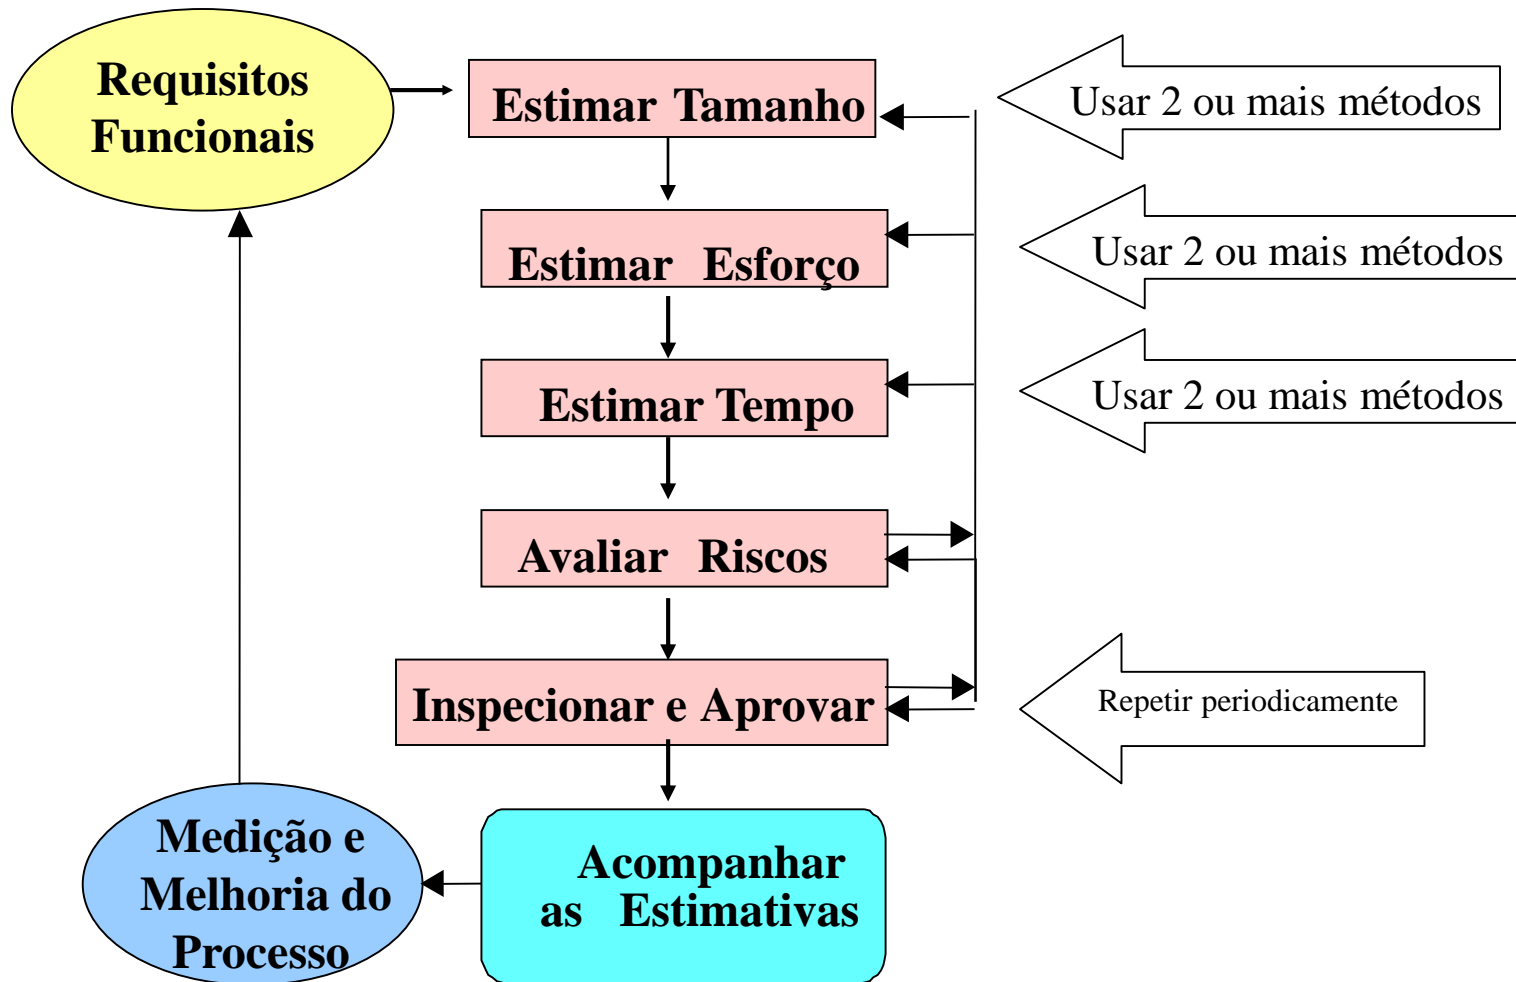 Requisitos
Funcionais
Estimar Tamanho
Usar 2 ou mais métodos
Estimar Esforço
Usar 2 ou mais métodos
Estimar Tempo
Usar 2 ou mais métodos
Avaliar Riscos
Inspecionar e Aprovar
Repetir periodicamente
Medição e
Melhoria do
Processo
Acompanhar
as Estimativas